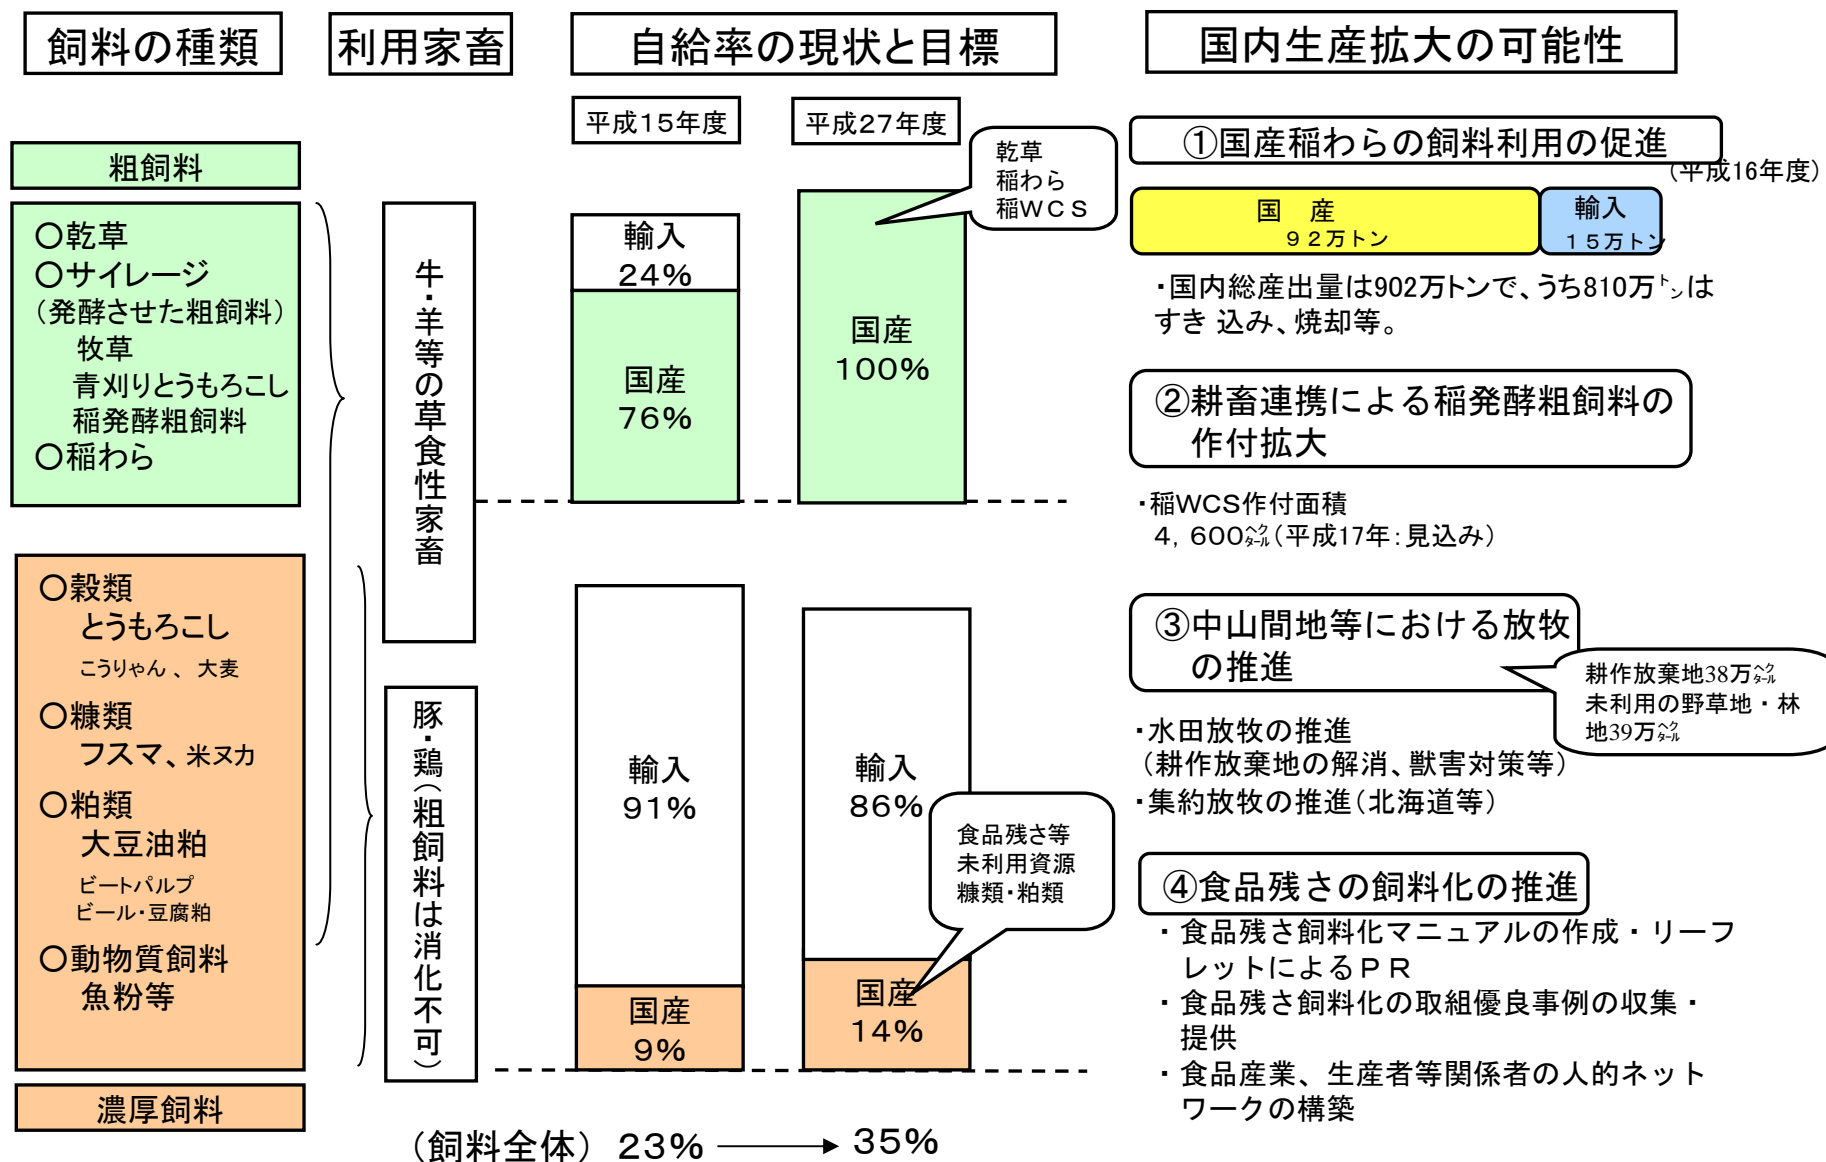 飼料の種類
利用家畜
自給率の現状と目標
国内生産拡大の可能性
粗飼料
○乾草
○サイレージ
（発酵させた粗飼料）
牧草
青刈りとうもろこし
稲発酵粗飼料
○稲わら
○穀類
とうもろこし
こうりゃん 、 大麦
○糠類
フスマ、米ヌカ
○粕類
大豆油粕
ビートパルプ
ビール・豆腐粕
○動物質飼料
魚粉等
濃厚飼料
牛・羊等の草食性家畜
豚・鶏（粗飼料は消化不可）
平成15年度
平成27年度
輸入
24%
国産
76%
国産
100%
乾草
稲わら
稲ＷＣＳ
輸入
91%
国産
9%
輸入
86%
国産
14%
食品残さ等
未利用資源
糠類・粕類
（飼料全体） 23% → 35%
①国産稲わらの飼料利用の促進
（平成16年度）
国　産
９２万トン
輸入
１５万トン
・国内総産出量は902万トンで、うち810万㌧は
すき 込み、焼却等。
②耕畜連携による稲発酵粗飼料の
作付拡大
・稲WCS作付面積
4，600㌶（平成17年：見込み）
③中山間地等における放牧
の推進
耕作放棄地38万㌶
未利用の野草地・林
地39万㌶
・水田放牧の推進
（耕作放棄地の解消、獣害対策等）
・集約放牧の推進（北海道等）
④食品残さの飼料化の推進
・食品残さ飼料化マニュアルの作成・リーフ
レットによるＰＲ
・食品残さ飼料化の取組優良事例の収集・
提供
・食品産業、生産者等関係者の人的ネット
ワークの構築